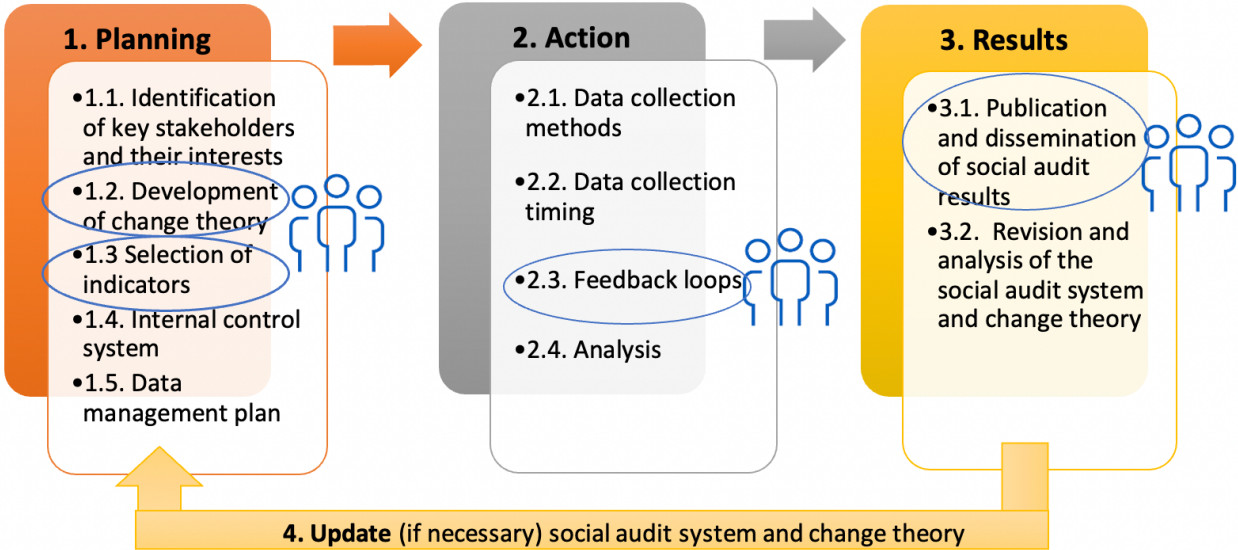 1. Planning
•1.1. Identification
of key stakeholders
and their interests
•1.2. Development
of change theory
•1.3 Selection of
indicators
•1.4. Internal control
system
•1.5. Data
management plan
2. Action
•2.1. Data collection
methods
•2.2. Data collection
timing
•2.3. Feedback loops
•2.4. Analysis
3. Results
•3.1. Publication
and dissemination
of social audit
results
•3.2. Revision and
analysis of the
social audit system
and change theory
4. Update (if necessary) social audit system and change theory